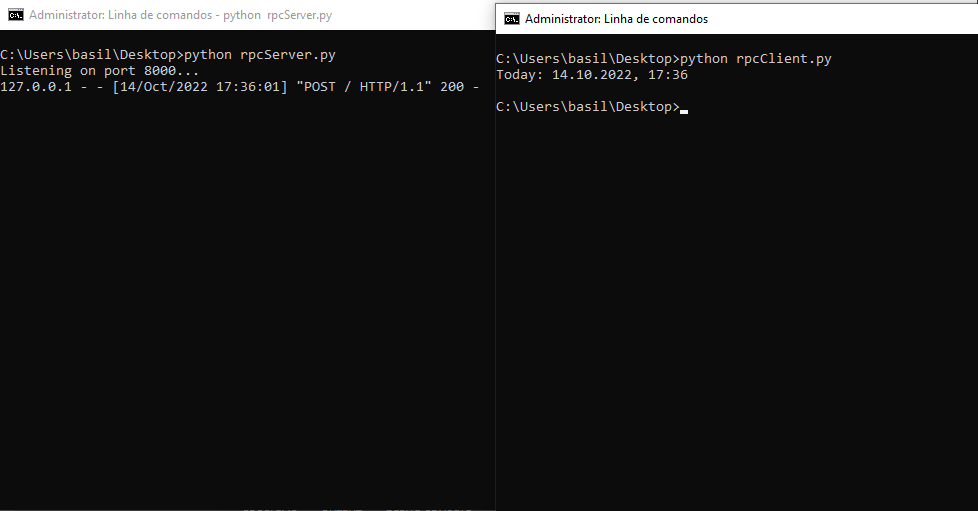 Administrator: Linha de comandos - python  rpcServer.py
C:\Users\basil\Desktop>python rpcServer.py
Listening on port 8000...
127.0.0.1 - - [14/Oct/2022 17:36:01] "POST / HTTP/1.1" 200 -
Administrator: Linha de comandos
C:\Users\basil\Desktop>python rpcClient.py
Today: 14.10.2022, 17:36
C:\Users\basil\Desktop>